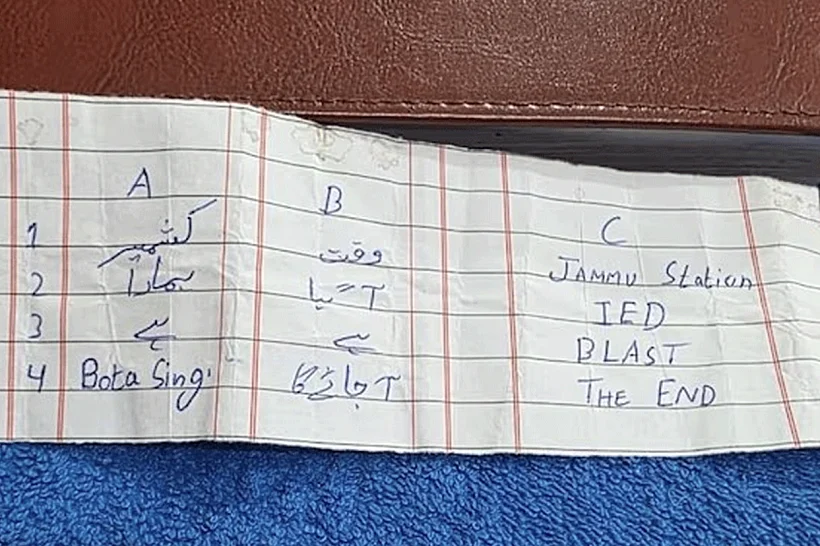 A B C
1 کشمیر وقت JAMMU Station
2 ہمارا آگیا IED
3 ہے ہے BLAST
4 Bota Sing آ جائے گا THE END